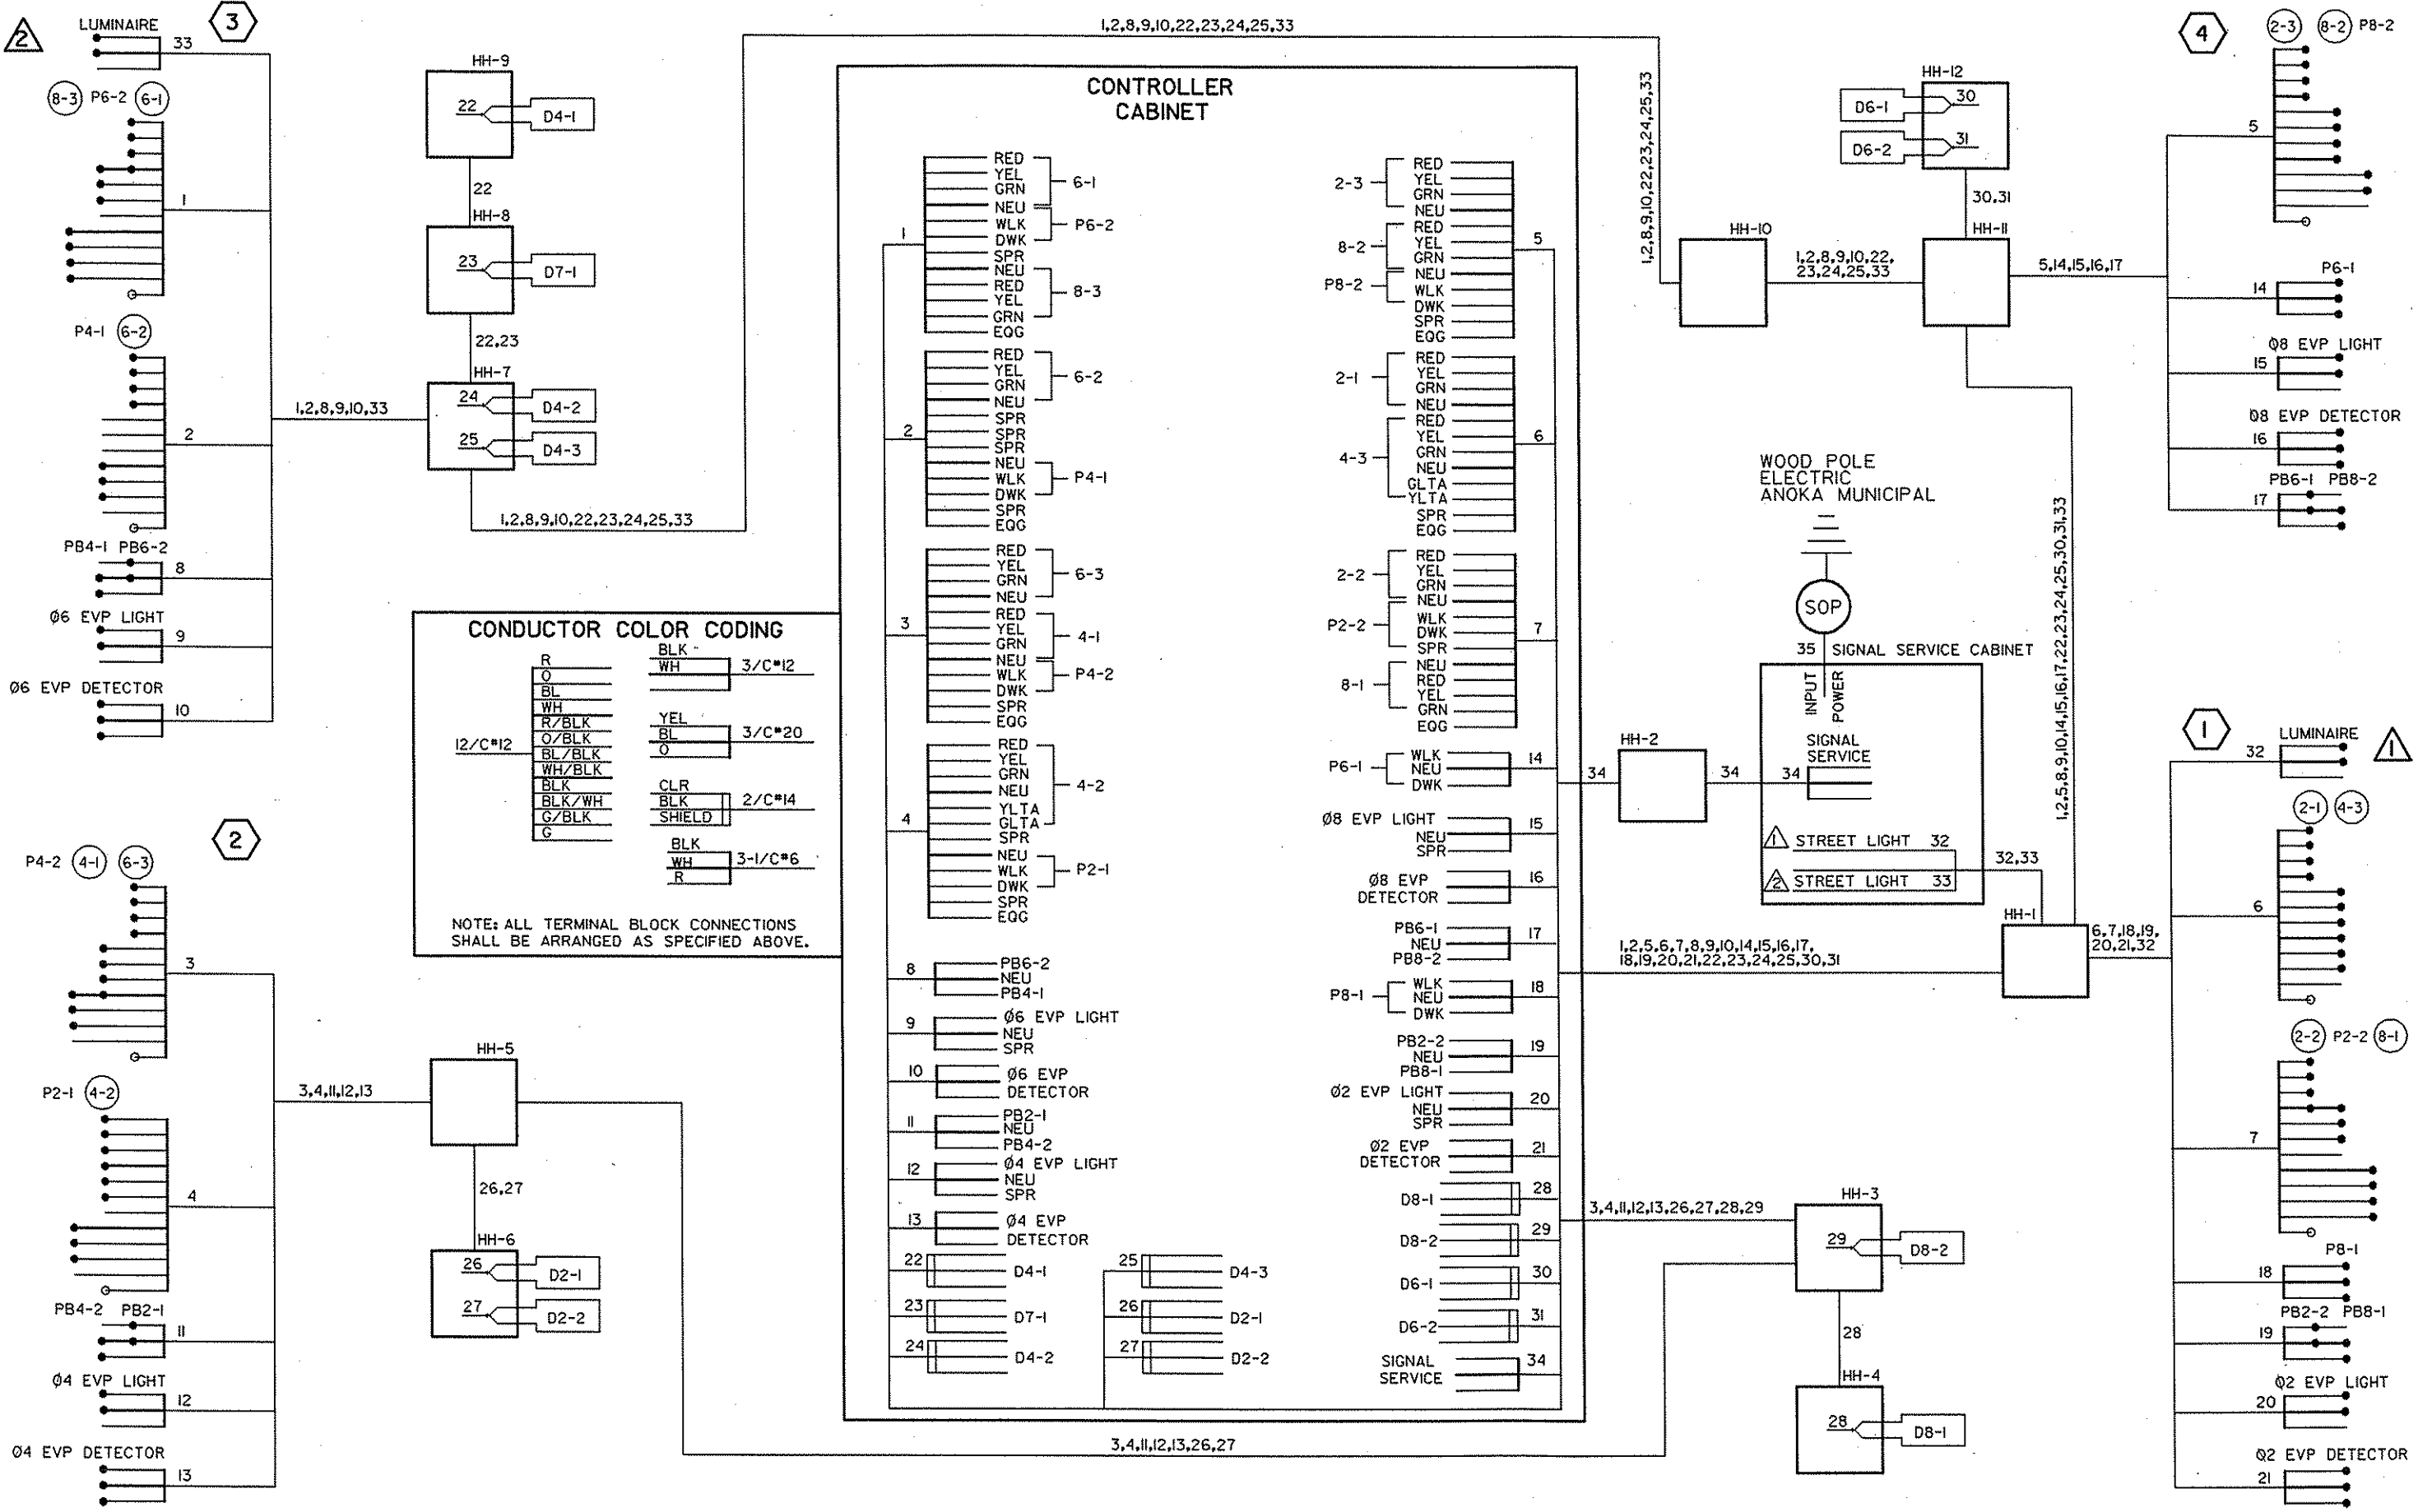 2
LUMINAIRE
3
33
8-3 P6-2 6-1
1
P4-1 6-2
2
PB4-1 PB6-2
8
Ø6 EVP LIGHT
9
Ø6 EVP DETECTOR
10
1,2,8,9,10,33
HH-9
22
D4-1
22
HH-8
23
D7-1
22,23
HH-7
24
D4-2
25
D4-3
1,2,8,9,10,22,23,24,25,33
1,2,8,9,10,22,23,24,25,33
1,2,8,9,10,22,23,24,25,33
2
P4-2 4-1 6-3
3
P2-1 4-2
4
PB4-2 PB2-1
11
Ø4 EVP LIGHT
12
Ø4 EVP DETECTOR
13
3,4,11,12,13
HH-5
26,27
HH-6
26
D2-1
27
D2-2
3,4,11,12,13,26,27
CONDUCTOR COLOR CODING
12/C#12
R
O
BL
WH
R/BLK
O/BLK
BL/BLK
WH/BLK
BLK
BLK/WH
G/BLK
G
BLK
WH
3/C#12
YEL
BL
O
3/C#20
CLR
BLK
SHIELD
2/C#14
BLK
WH
R
3-1/C#6
NOTE: ALL TERMINAL BLOCK CONNECTIONS
SHALL BE ARRANGED AS SPECIFIED ABOVE.
CONTROLLER
CABINET
1
RED
YEL
GRN
NEU
WLK
DWK
SPR
NEU
RED
YEL
GRN
EQG
6-1
P6-2
8-3
2
RED
YEL
GRN
NEU
SPR
SPR
SPR
NEU
WLK
DWK
SPR
EQG
6-2
P4-1
3
RED
YEL
GRN
NEU
RED
YEL
GRN
NEU
WLK
DWK
SPR
EQG
6-3
4-1
P4-2
4
RED
YEL
GRN
NEU
YLTA
GLTA
SPR
NEU
WLK
DWK
SPR
EQG
4-2
P2-1
8
PB6-2
NEU
PB4-1
9
Ø6 EVP LIGHT
NEU
SPR
10
Ø6 EVP
DETECTOR
11
PB2-1
NEU
PB4-2
12
Ø4 EVP LIGHT
NEU
SPR
13
Ø4 EVP
DETECTOR
22
D4-1
23
D7-1
24
D4-2
25
D4-3
26
D2-1
27
D2-2
2-3
8-2
P8-2
RED
YEL
GRN
NEU
RED
YEL
GRN
NEU
WLK
DWK
SPR
EQG
5
2-1
4-3
RED
YEL
GRN
NEU
RED
YEL
GRN
NEU
GLTA
YLTA
SPR
EQG
6
2-2
P2-2
8-1
RED
YEL
GRN
NEU
WLK
DWK
SPR
NEU
RED
YEL
GRN
EQG
7
P6-1
WLK
NEU
DWK
14
Ø8 EVP LIGHT
NEU
SPR
15
Ø8 EVP
DETECTOR
16
PB6-1
NEU
PB8-2
17
P8-1
WLK
NEU
DWK
18
PB2-2
NEU
PB8-1
19
Ø2 EVP LIGHT
NEU
SPR
20
Ø2 EVP
DETECTOR
21
D8-1
28
D8-2
29
D6-1
30
D6-2
31
SIGNAL
SERVICE
34
34
HH-2
34
WOOD POLE
ELECTRIC
ANOKA MUNICIPAL
SOP
35
SIGNAL SERVICE CABINET
INPUT
POWER
SIGNAL
SERVICE
34
1 STREET LIGHT 32
2 STREET LIGHT 33
32,33
HH-1
1,2,5,6,7,8,9,10,14,15,16,17,
18,19,20,21,22,23,24,25,30,31
3,4,11,12,13,26,27,28,29
HH-3
29
D8-2
28
HH-4
28
D8-1
HH-10
1,2,8,9,10,22,
23,24,25,33
HH-12
D6-1
30
D6-2
31
30,31
HH-11
5,14,15,16,17
1,2,5,8,9,10,14,15,16,17,22,23,24,25,30,31,33
4
2-3 8-2 P8-2
5
P6-1
14
Ø8 EVP LIGHT
15
Ø8 EVP DETECTOR
16
PB6-1 PB8-2
17
1
LUMINAIRE
1
32
6,7,18,19,
20,21,32
2-1 4-3
6
2-2 P2-2 8-1
7
P8-1
18
PB2-2 PB8-1
19
Ø2 EVP LIGHT
20
Ø2 EVP DETECTOR
21